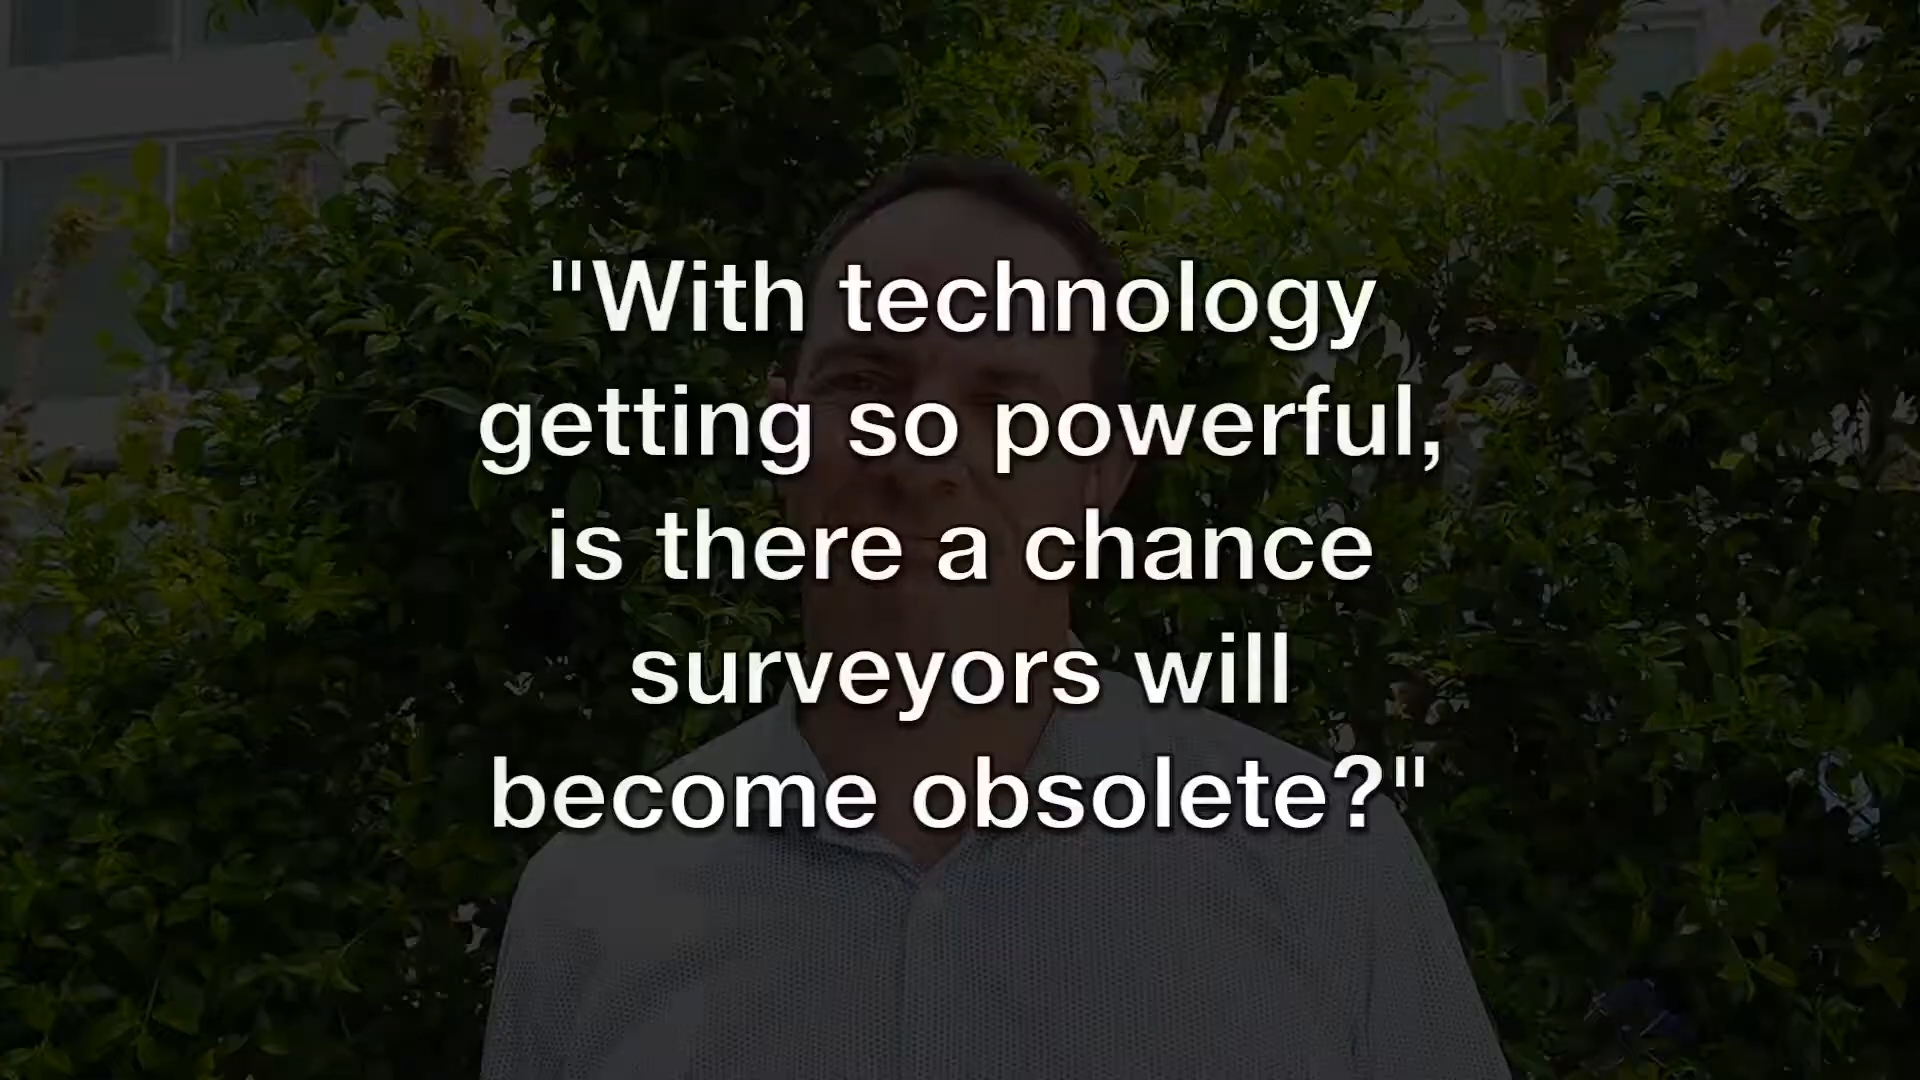 "With technology
getting so powerful,
is there a chance
surveyors will
become obsolete?"